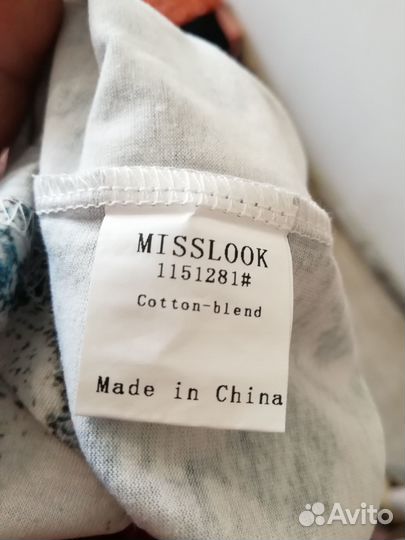 MISSLOOK
1151281#
Cotton-blend
Made in China
Avito